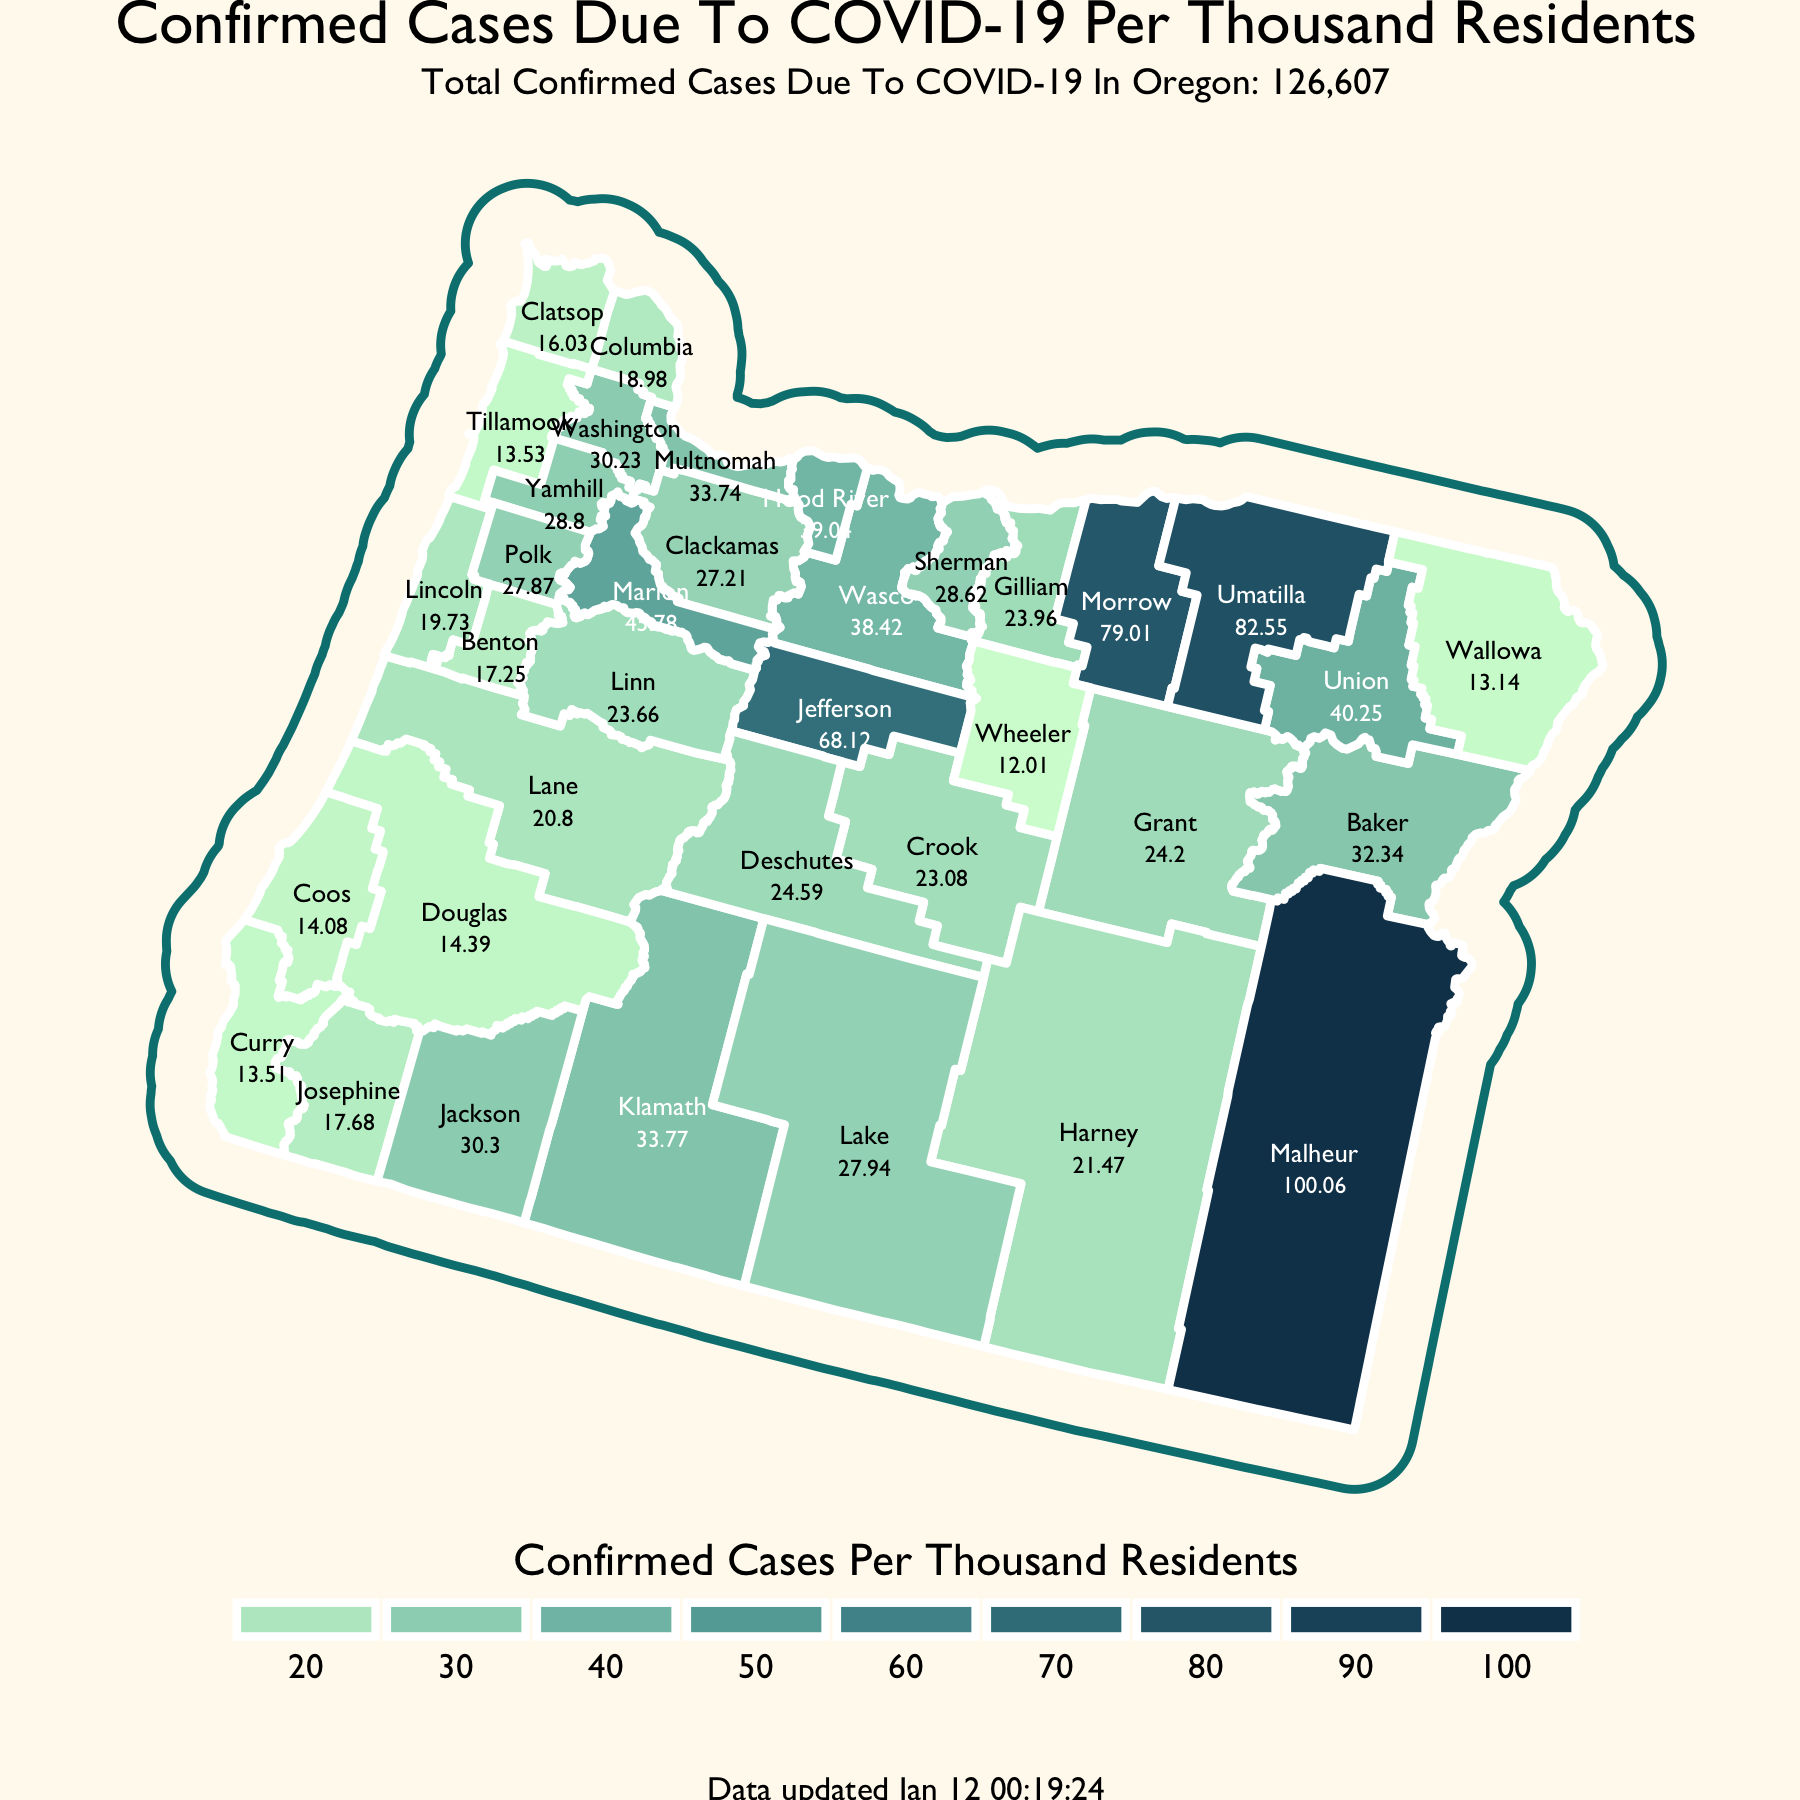 Confirmed Cases Due To COVID-19 Per Thousand Residents
Total Confirmed Cases Due To COVID-19 In Oregon: 126,607
Clatsop
16.03
Columbia
18.98
Tillamook
13.53
Washington
30.23
Multnomah
33.74
Yamhill
28.8
Hood River
Polk
27.87
Clackamas
27.21
Lincoln
19.73
Marion
45.78
Wasco
38.42
Sherman
28.62
Gilliam
23.96
Morrow
79.01
Umatilla
82.55
Benton
17.25
Linn
23.66
Jefferson
68.12
Wheeler
12.01
Union
40.25
Wallowa
13.14
Lane
20.8
Deschutes
24.59
Crook
23.08
Grant
24.2
Baker
32.34
Coos
14.08
Douglas
14.39
Curry
13.51
Josephine
17.68
Jackson
30.3
Klamath
33.77
Lake
27.94
Harney
21.47
Malheur
100.06
Confirmed Cases Per Thousand Residents
20 30 40 50 60 70 80 90 100
Data updated Jan 12 00:19:24